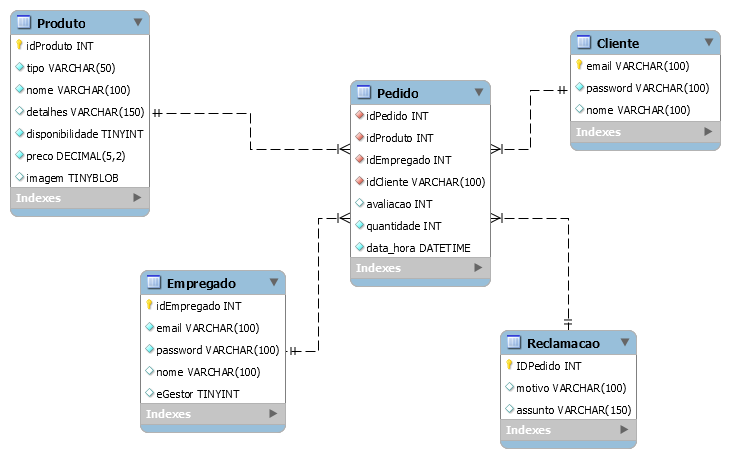 Produto
idProduto INT
tipo VARCHAR(50)
nome VARCHAR(100)
detalhes VARCHAR(150)
disponibilidade TINYINT
preco DECIMAL(5,2)
imagem TINYBLOB
Indexes
Pedido
idPedido INT
idProduto INT
idEmpregado INT
idCliente VARCHAR(100)
avaliacao INT
quantidade INT
data_hora DATETIME
Indexes
Cliente
email VARCHAR(100)
password VARCHAR(100)
nome VARCHAR(100)
Indexes
Empregado
idEmpregado INT
email VARCHAR(100)
password VARCHAR(100)
nome VARCHAR(100)
eGestor TINYINT
Indexes
Reclamacao
IDPedido INT
motivo VARCHAR(100)
assunto VARCHAR(150)
Indexes